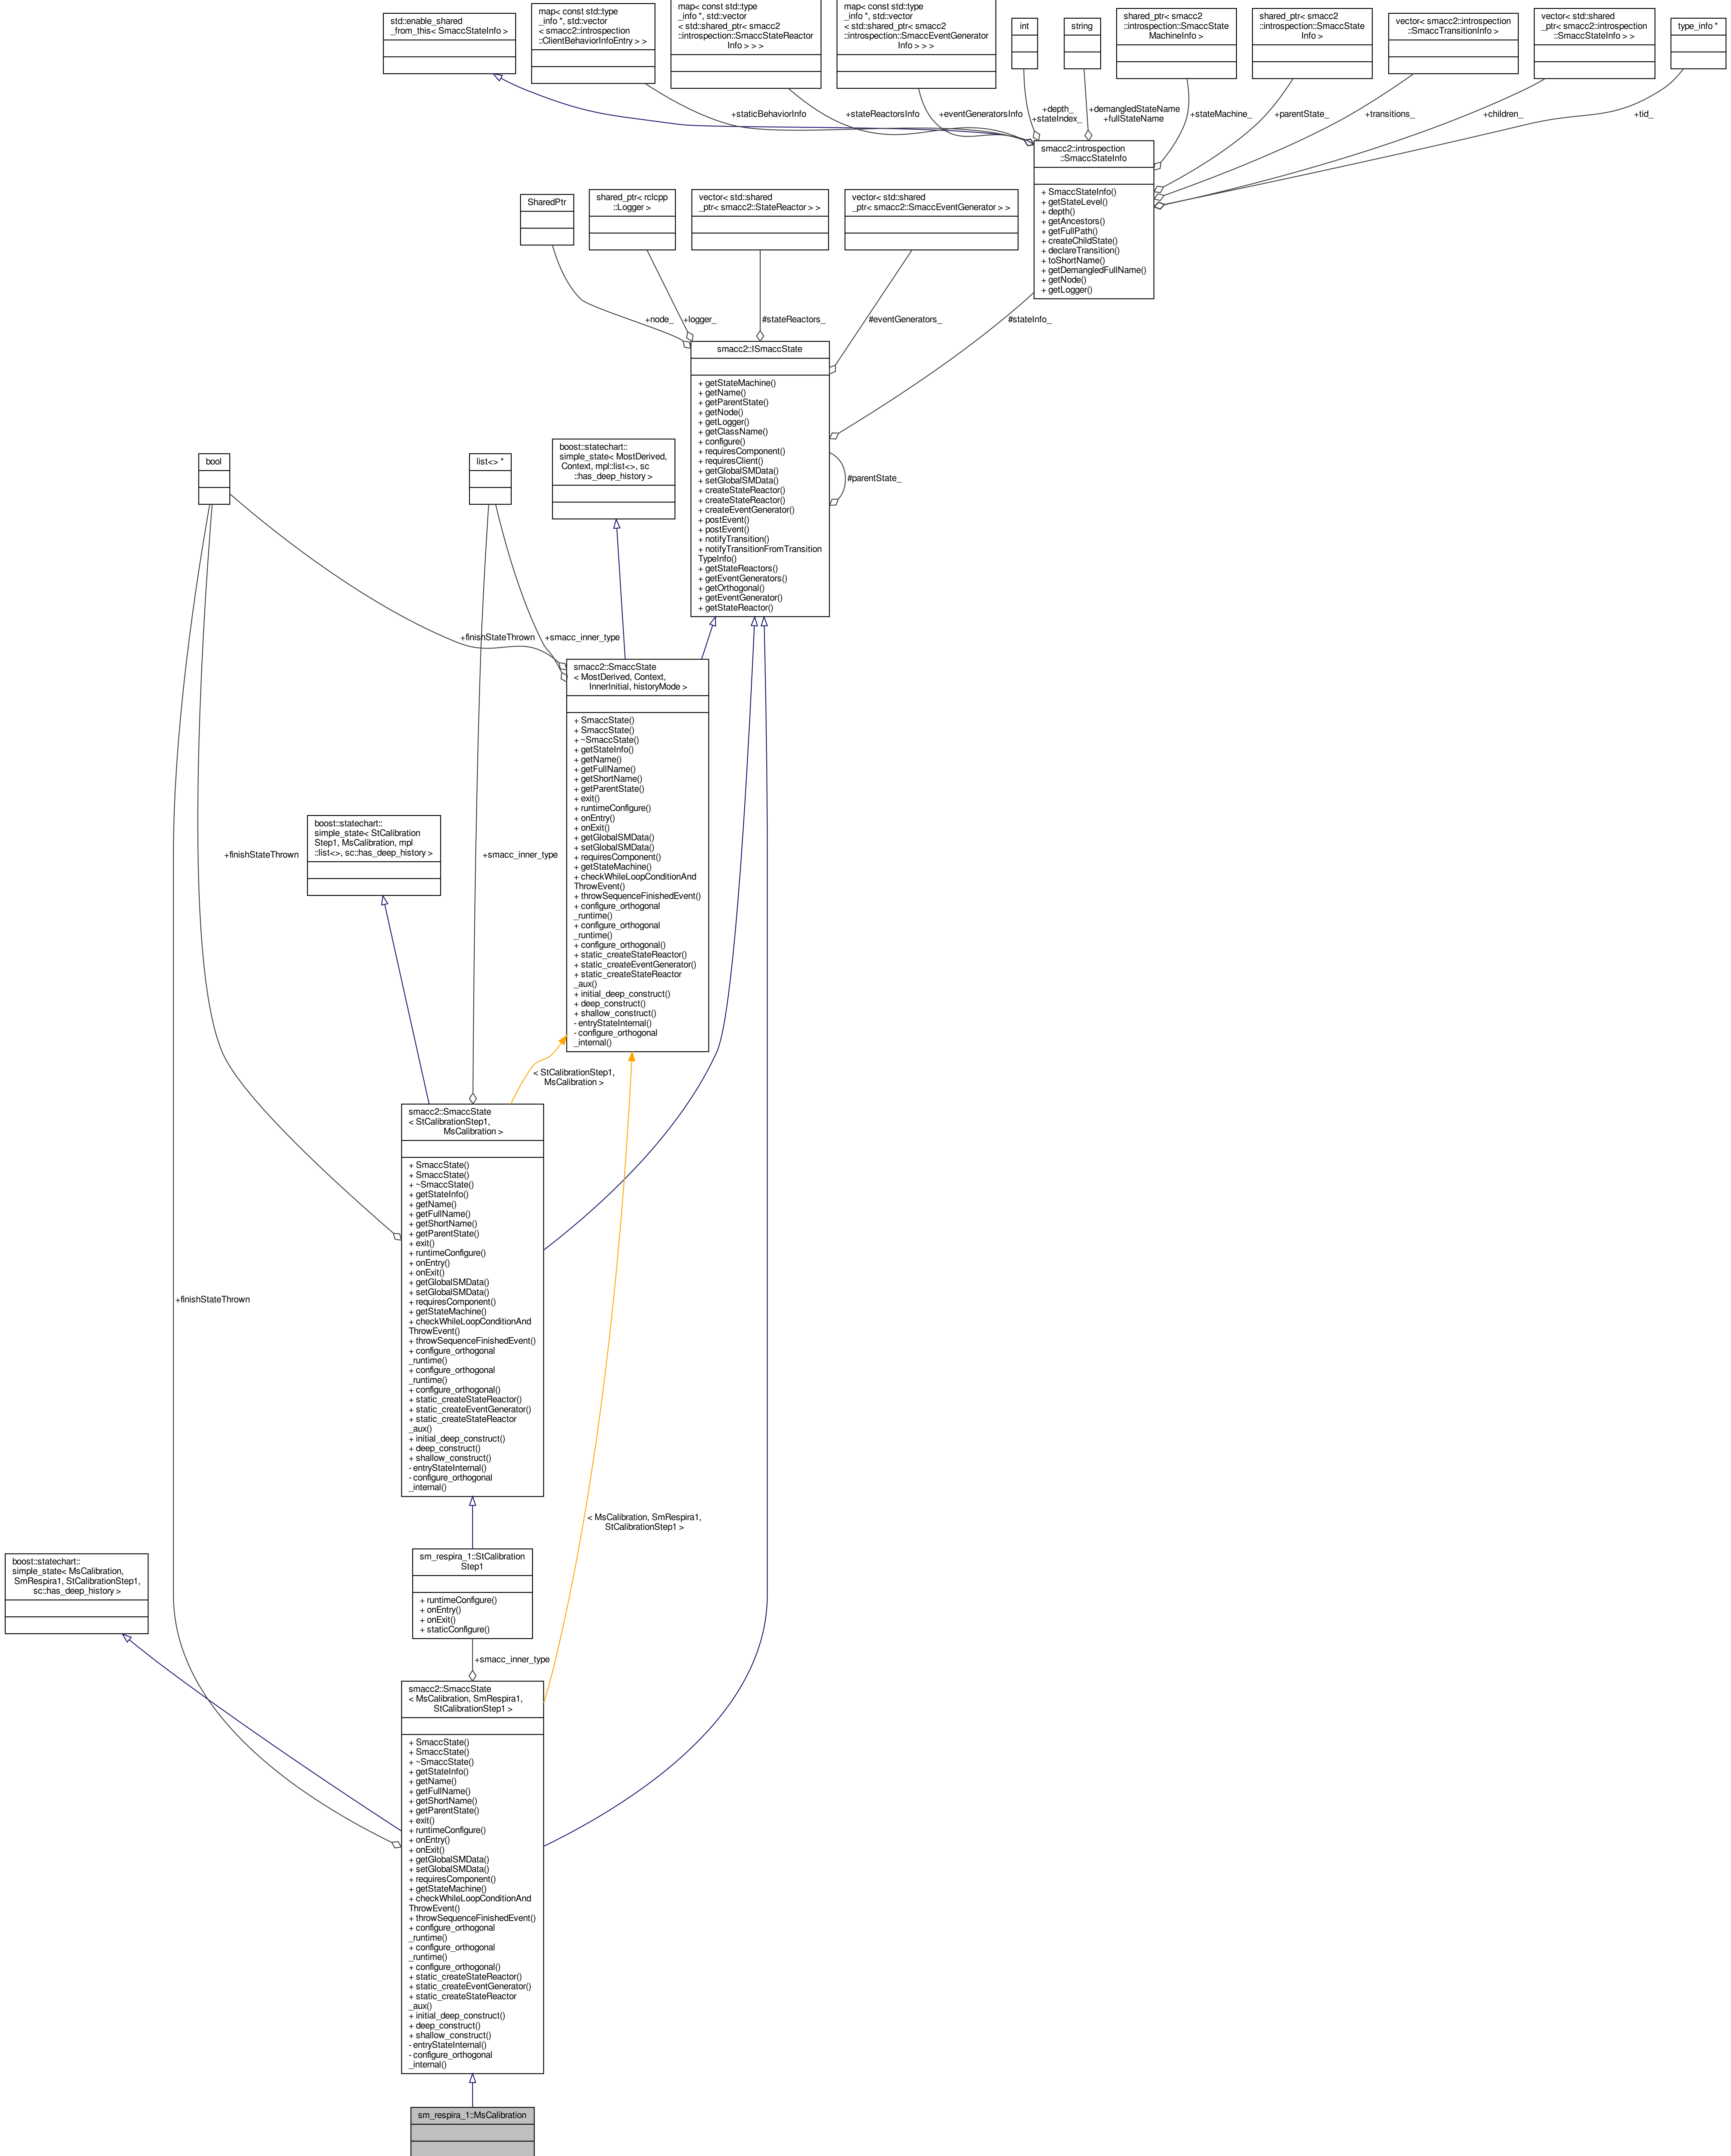 std::enable_shared
_from_this< SmaccStateInfo >
map< const std::type
_info *, std::vector
< smacc2::introspection
::ClientBehaviorInfoEntry > >
map< const std::type
_info *, std::vector
< std::shared_ptr< smacc2
::introspection::SmaccStateReactor
Info > > >
map< const std::type
_info *, std::vector
< std::shared_ptr< smacc2
::introspection::SmaccEventGenerator
Info > > >
int
string
shared_ptr< smacc2
::introspection::SmaccState
MachineInfo >
shared_ptr< smacc2
::introspection::SmaccState
Info >
vector< smacc2::introspection
::SmaccTransitionInfo >
vector< std::shared
_ptr< smacc2::introspection
::SmaccStateInfo > >
type_info *
+staticBehaviorInfo
+stateReactorsInfo
+eventGeneratorsInfo
+depth_
+stateIndex_
+demangledStateName
+fullStateName
+stateMachine_
+parentState_
+transitions_
+children_
+tid_
smacc2::introspection
::SmaccStateInfo
+ SmaccStateInfo()
+ getStateLevel()
+ depth()
+ getAncestors()
+ getFullPath()
+ createChildState()
+ declareTransition()
+ toShortName()
+ getDemangledFullName()
+ getNode()
+ getLogger()
SharedPtr
shared_ptr< rclcpp
::Logger >
vector< std::shared
_ptr< smacc2::StateReactor > >
vector< std::shared
_ptr< smacc2::SmaccEventGenerator > >
+node_
+logger_
#stateReactors_
#eventGenerators_
#stateInfo_
smacc2::ISmaccState
+ getStateMachine()
+ getName()
+ getParentState()
+ getNode()
+ getLogger()
+ getClassName()
+ configure()
+ requiresComponent()
+ requiresClient()
+ getGlobalSMData()
+ setGlobalSMData()
+ createStateReactor()
+ createStateReactor()
+ createEventGenerator()
+ postEvent()
+ postEvent()
+ notifyTransition()
+ notifyTransitionFromTransition
TypeInfo()
+ getStateReactors()
+ getEventGenerators()
+ getOrthogonal()
+ getEventGenerator()
+ getStateReactor()
#parentState_
bool
list<> *
boost::statechart::
simple_state< MostDerived,
Context, mpl::list<>, sc
::has_deep_history >
+finishStateThrown
+smacc_inner_type
smacc2::SmaccState
< MostDerived, Context,
InnerInitial, historyMode >
+ SmaccState()
+ SmaccState()
+ ~SmaccState()
+ getStateInfo()
+ getName()
+ getFullName()
+ getShortName()
+ getParentState()
+ exit()
+ runtimeConfigure()
+ onEntry()
+ onExit()
+ getGlobalSMData()
+ setGlobalSMData()
+ requiresComponent()
+ getStateMachine()
+ checkWhileLoopConditionAnd
ThrowEvent()
+ throwSequenceFinishedEvent()
+ configure_orthogonal
_runtime()
+ configure_orthogonal
_runtime()
+ configure_orthogonal()
+ static_createStateReactor()
+ static_createEventGenerator()
+ static_createStateReactor
_aux()
+ initial_deep_construct()
+ deep_construct()
+ shallow_construct()
- entryStateInternal()
- configure_orthogonal
_internal()
boost::statechart::
simple_state< StCalibration
Step1, MsCalibration, mpl
::list<>, sc::has_deep_history >
+finishStateThrown
+smacc_inner_type
< StCalibrationStep1,
MsCalibration >
smacc2::SmaccState
< StCalibrationStep1,
MsCalibration >
+ SmaccState()
+ SmaccState()
+ ~SmaccState()
+ getStateInfo()
+ getName()
+ getFullName()
+ getShortName()
+ getParentState()
+ exit()
+ runtimeConfigure()
+ onEntry()
+ onExit()
+ getGlobalSMData()
+ setGlobalSMData()
+ requiresComponent()
+ getStateMachine()
+ checkWhileLoopConditionAnd
ThrowEvent()
+ throwSequenceFinishedEvent()
+ configure_orthogonal
_runtime()
+ configure_orthogonal
_runtime()
+ configure_orthogonal()
+ static_createStateReactor()
+ static_createEventGenerator()
+ static_createStateReactor
_aux()
+ initial_deep_construct()
+ deep_construct()
+ shallow_construct()
- entryStateInternal()
- configure_orthogonal
_internal()
+finishStateThrown
< MsCalibration, SmRespira1,
StCalibrationStep1 >
boost::statechart::
simple_state< MsCalibration,
SmRespira1, StCalibrationStep1,
sc::has_deep_history >
sm_respira_1::StCalibration
Step1
+ runtimeConfigure()
+ onEntry()
+ onExit()
+ staticConfigure()
+smacc_inner_type
smacc2::SmaccState
< MsCalibration, SmRespira1,
StCalibrationStep1 >
+ SmaccState()
+ SmaccState()
+ ~SmaccState()
+ getStateInfo()
+ getName()
+ getFullName()
+ getShortName()
+ getParentState()
+ exit()
+ runtimeConfigure()
+ onEntry()
+ onExit()
+ getGlobalSMData()
+ setGlobalSMData()
+ requiresComponent()
+ getStateMachine()
+ checkWhileLoopConditionAnd
ThrowEvent()
+ throwSequenceFinishedEvent()
+ configure_orthogonal
_runtime()
+ configure_orthogonal
_runtime()
+ configure_orthogonal()
+ static_createStateReactor()
+ static_createEventGenerator()
+ static_createStateReactor
_aux()
+ initial_deep_construct()
+ deep_construct()
+ shallow_construct()
- entryStateInternal()
- configure_orthogonal
_internal()
sm_respira_1::MsCalibration